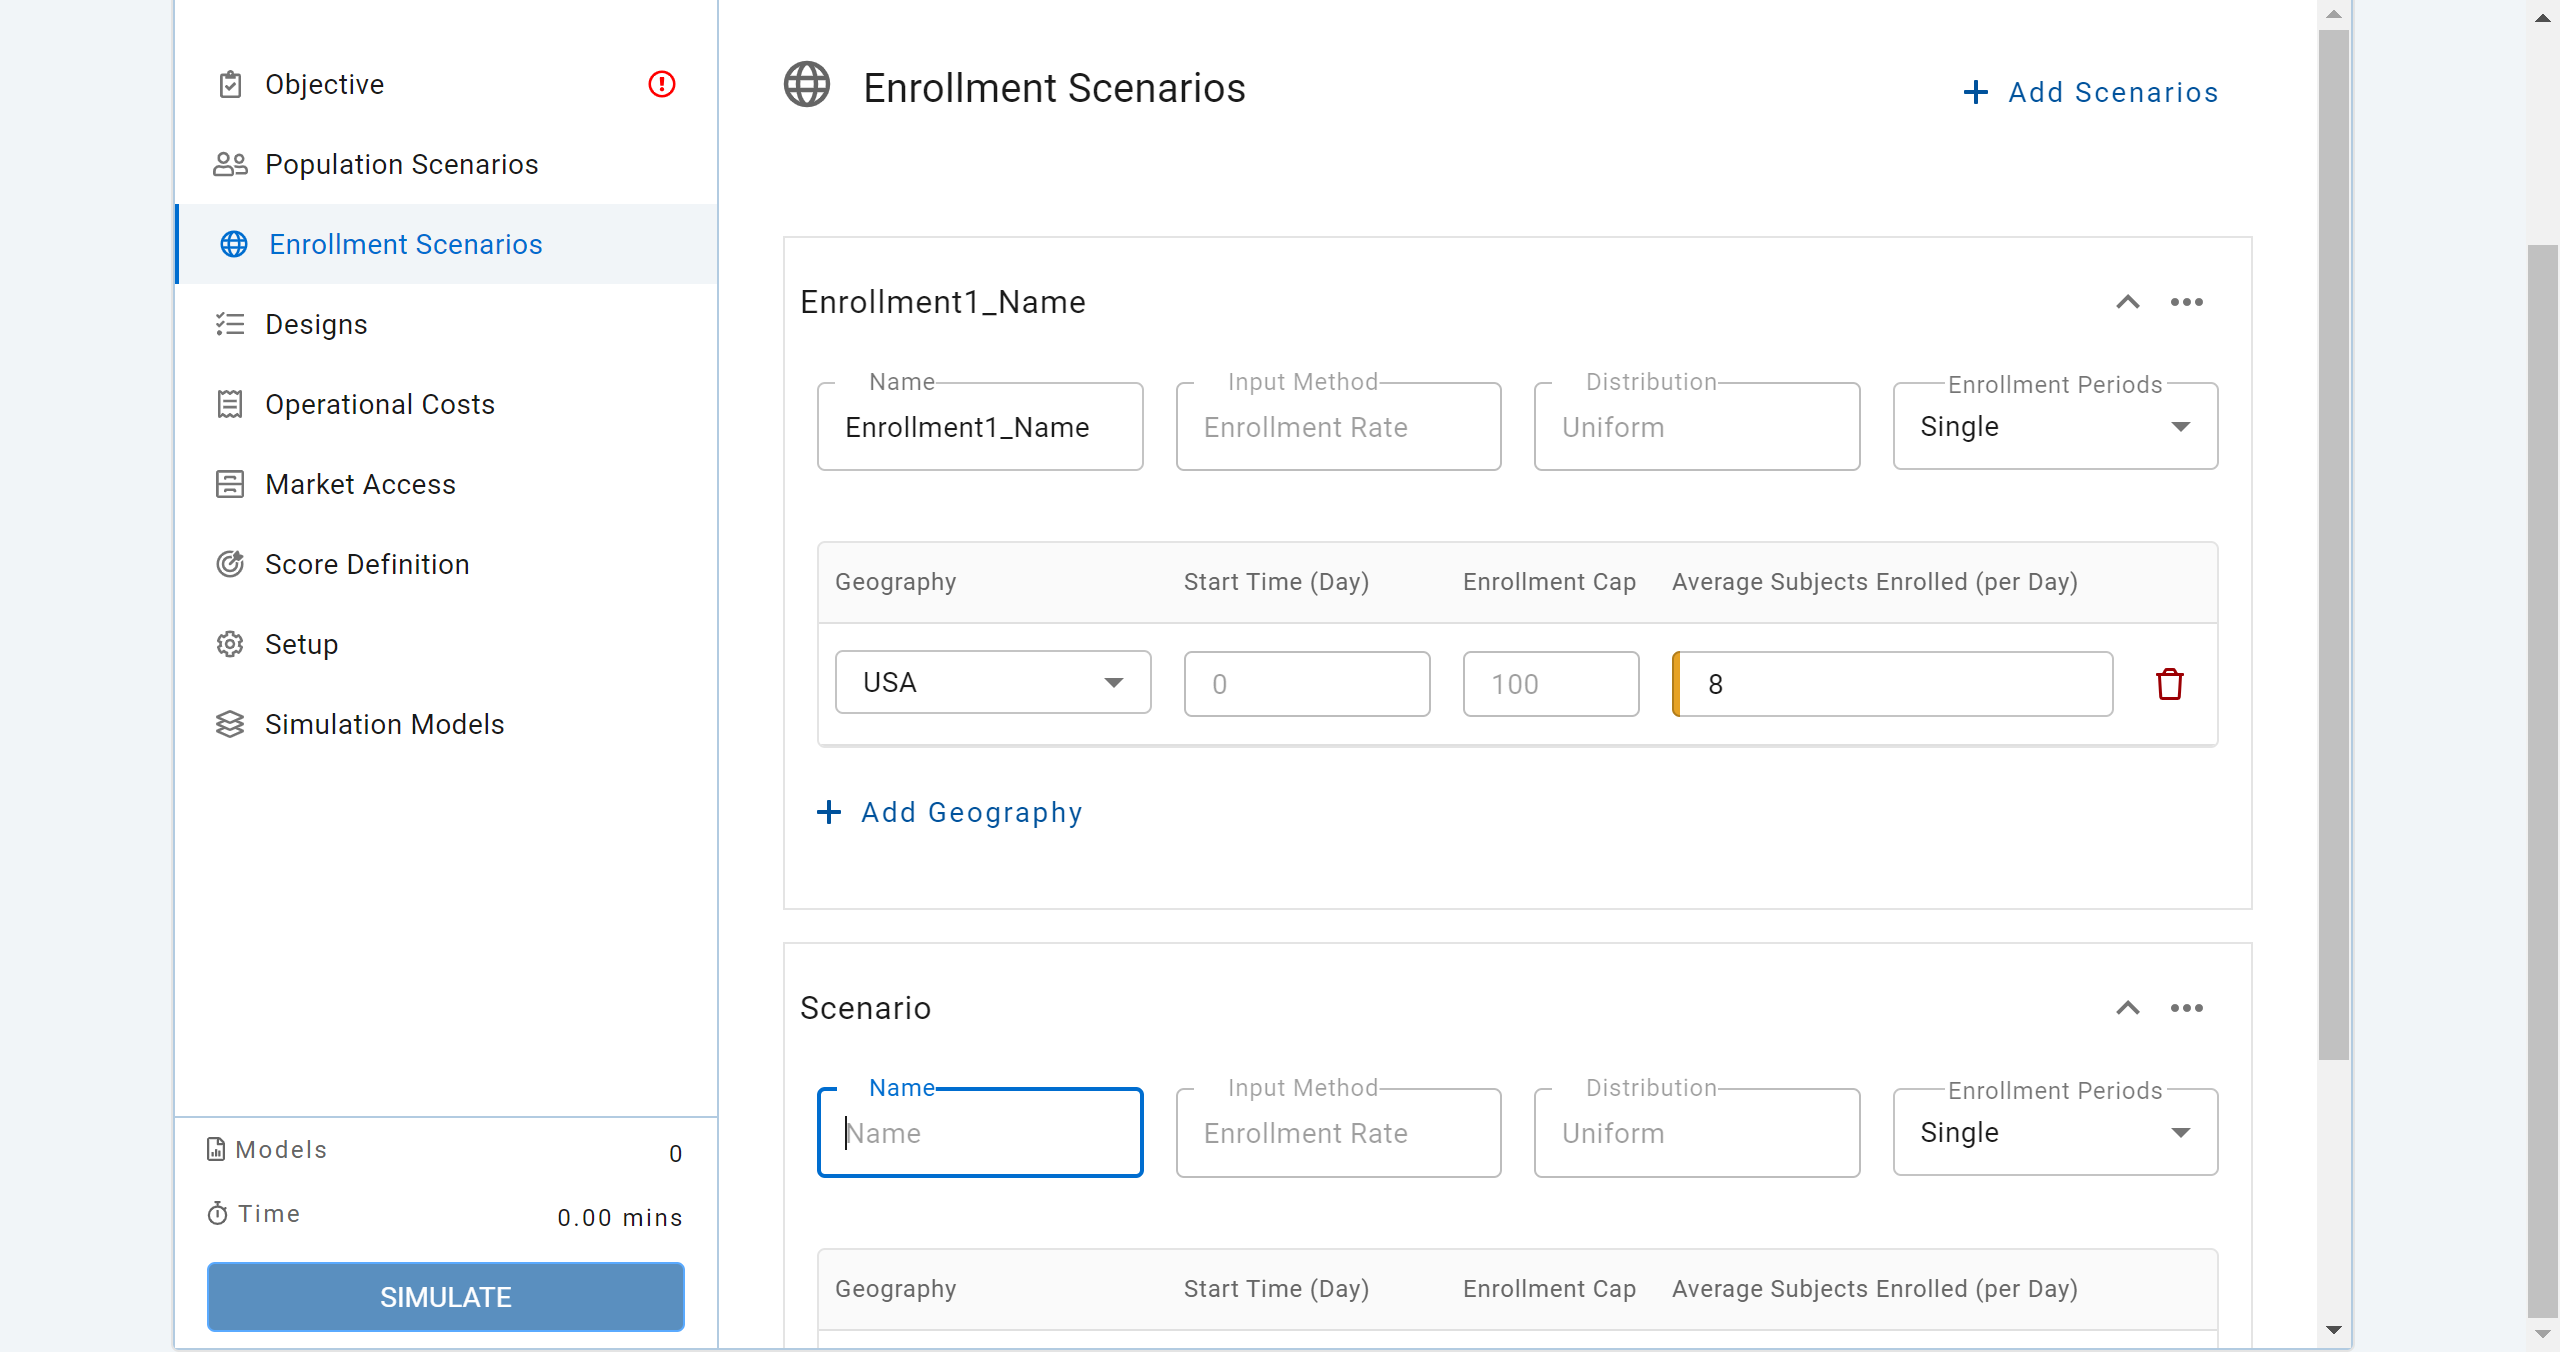 Objective
Population Scenarios
Enrollment Scenarios
Designs
Operational Costs
Market Access
Score Definition
Setup
Simulation Models
Models 0
Time 0.00 mins
SIMULATE
Enrollment Scenarios
+ Add Scenarios
Enrollment1_Name
Name Input Method Distribution Enrollment Periods
Enrollment1_Name Enrollment Rate Uniform Single
Geography Start Time (Day) Enrollment Cap Average Subjects Enrolled (per Day)
USA 0 100 8
+ Add Geography
Scenario
Name Input Method Distribution Enrollment Periods
Name Enrollment Rate Uniform Single
Geography Start Time (Day) Enrollment Cap Average Subjects Enrolled (per Day)